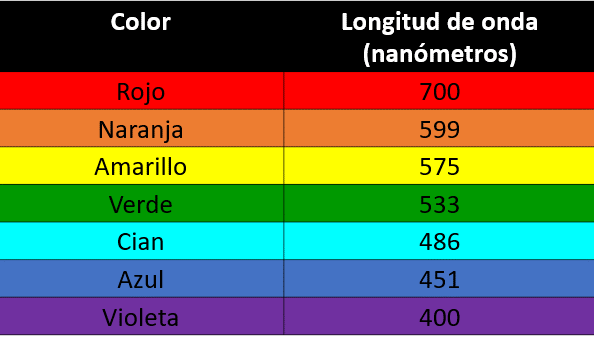 Color Longitud de onda
(nanómetros)
Rojo 700
Naranja 599
Amarillo 575
Verde 533
Cian 486
Azul 451
Violeta 400